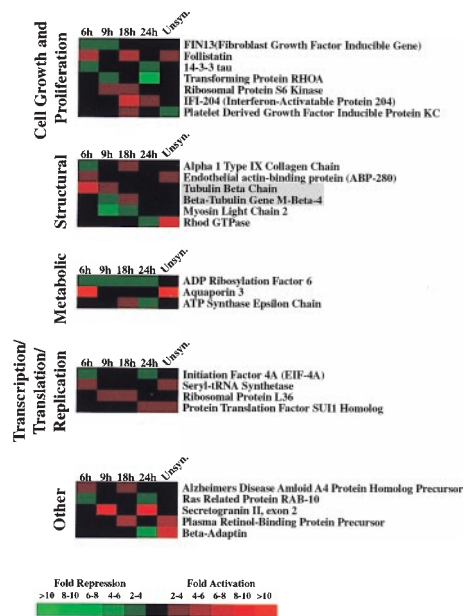 Cell Growth and
Proliferation
6h 9h 18h 24h Unsyn.
FIN13(Fibroblast Growth Factor Inducible Gene)
Follistatin
14-3-3 tau
Transforming Protein RHOA
Ribosomal Protein S6 Kinase
IFI-204 (Interferon-Activatable Protein 204)
Platelet Derived Growth Factor Inducible Protein KC
Structural
6h 9h 18h 24h Unsyn.
Alpha 1 Type IX Collagen Chain
Endothelial actin-binding protein (ABP-280)
Tubulin Beta Chain
Beta-Tubulin Gene M-Beta-4
Myosin Light Chain 2
Rhod GTPase
Metabolic
6h 9h 18h 24h Unsyn.
ADP Ribosylation Factor 6
Aquaporin 3
ATP Synthase Epsilon Chain
Transcription/
Translation/
Replication
6h 9h 18h 24h Unsyn.
Initiation Factor 4A (EIF-4A)
Seryl-tRNA Synthetase
Ribosomal Protein L36
Protein Translation Factor SUI1 Homolog
Other
6h 9h 18h 24h Unsyn.
Alzheimers Disease Amloid A4 Protein Homolog Precursor
Ras Related Protein RAB-10
Secretogranin II, exon 2
Plasma Retinol-Binding Protein Precursor
Beta-Adaptin
Fold Repression Fold Activation
>10 8-10 6-8 4-6 2-4 2-4 4-6 6-8 8-10 >10